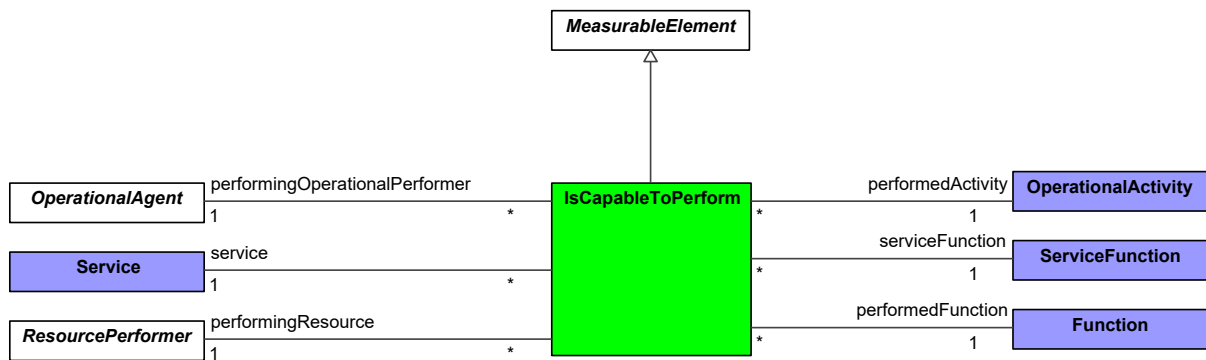 MeasurableElement
OperationalAgent
performingOperationalPerformer
1
*
IsCapableToPerform
performedActivity
*
1
OperationalActivity
Service
service
1
*
serviceFunction
*
1
ServiceFunction
ResourcePerformer
performingResource
1
*
performedFunction
*
1
Function